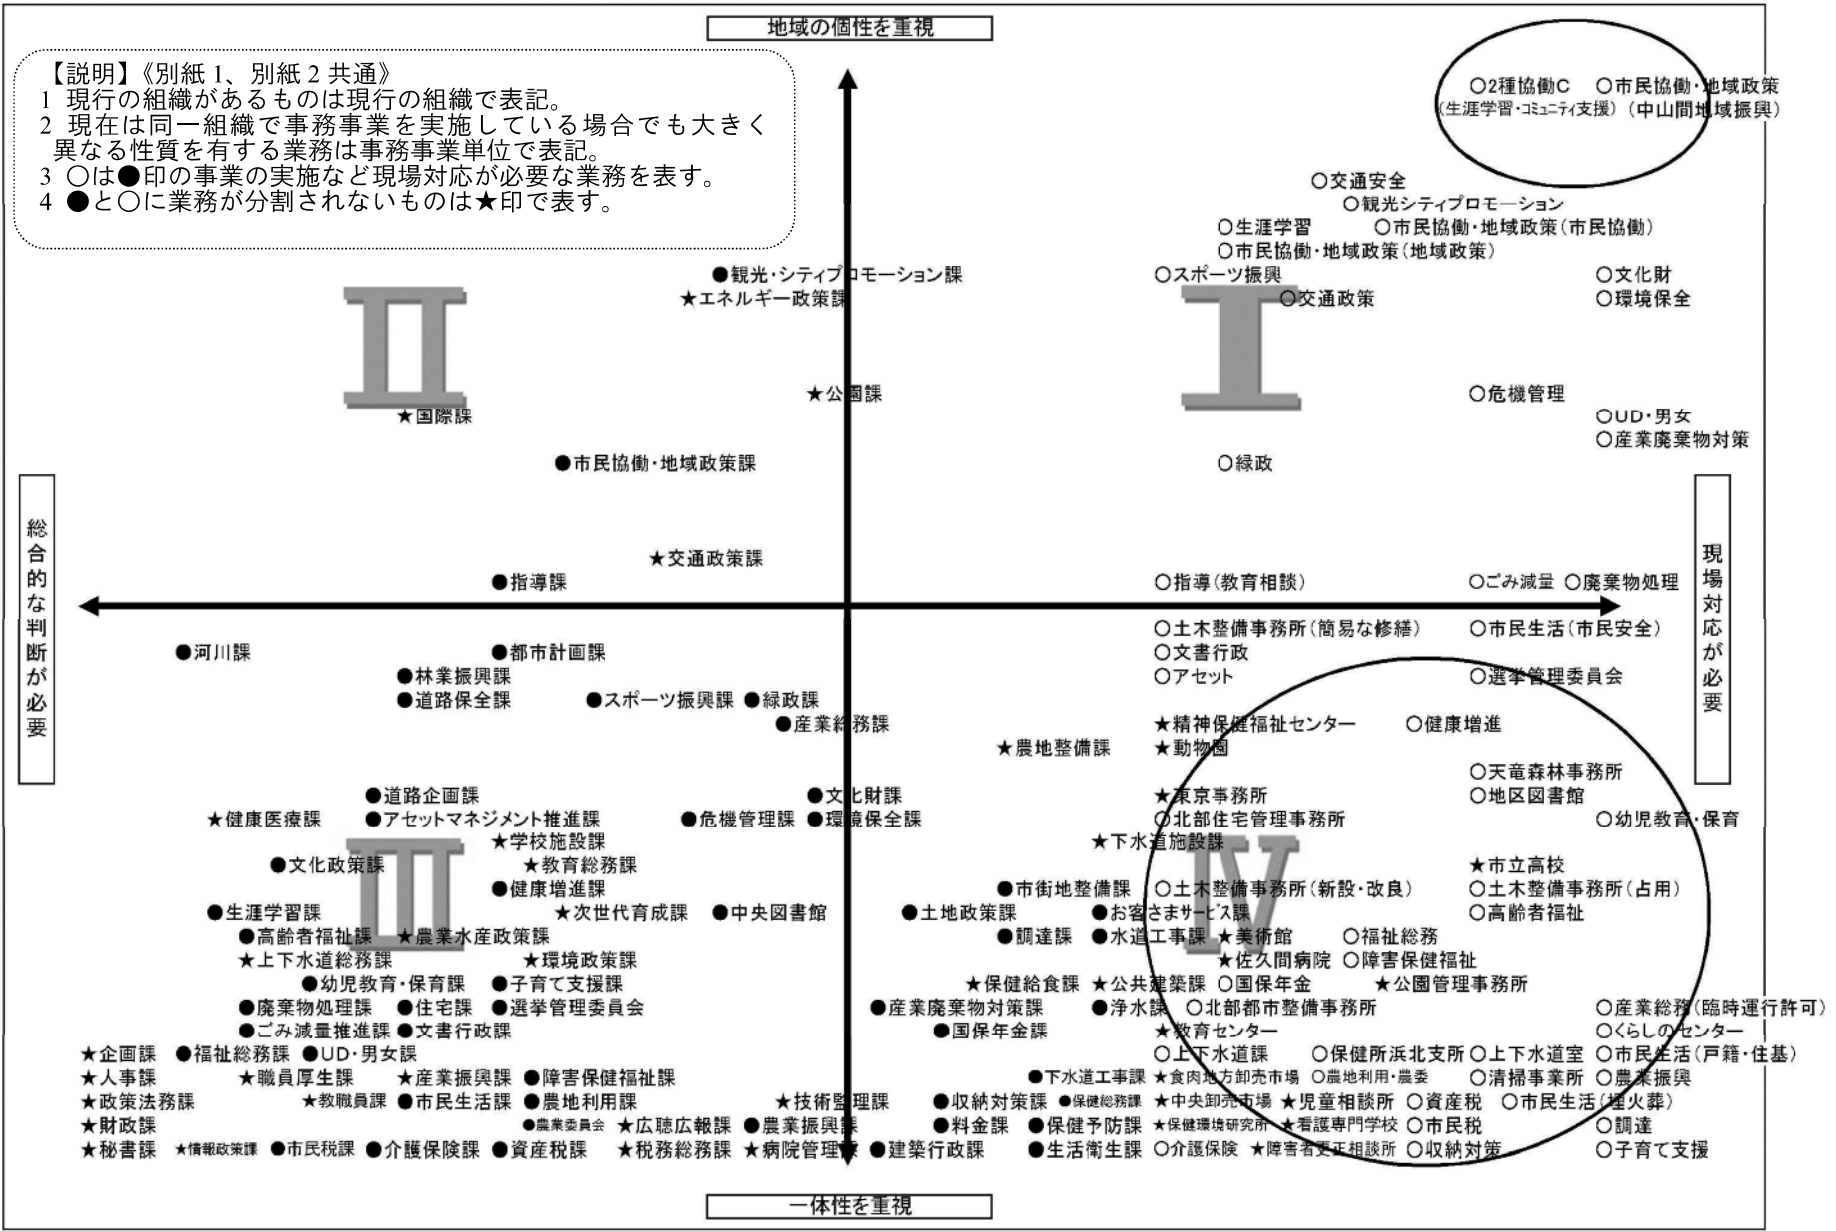 地域の個性を重視
【説明】《別紙1、別紙2共通》
1 現行の組織があるものは現行の組織で表記。
2 現在は同一組織で事務事業を実施している場合でも大きく
異なる性質を有する業務は事務事業単位で表記。
3 ○は●印の事業の実施など現場対応が必要な業務を表す。
4 ●と○に業務が分割されないものは★印で表す。
○2種協働C ○市民協働・地域政策
(生涯学習・コミュニティ支援) (中山間地域振興)
○交通安全
○観光シティプロモーション
○生涯学習 ○市民協働・地域政策(市民協働)
○市民協働・地域政策(地域政策)
●観光・シティプロモーション課 ○スポーツ振興 ○文化財
★エネルギー政策課 ○交通政策 ○環境保全
II I
★公園課 ○危機管理
★国際課 ○UD・男女
○産業廃棄物対策
●市民協働・地域政策課 ○緑政
総合的な判断が必要
現場対応が必要
★交通政策課
●指導課 ○指導(教育相談) ○ごみ減量 ○廃棄物処理
○土木整備事務所(簡易な修繕) ○市民生活(市民安全)
●河川課 ●都市計画課 ○文書行政
●林業振興課 ○アセット ○選挙管理委員会
●道路保全課 ●スポーツ振興課 ●緑政課
●産業総務課 ★精神保健福祉センター ○健康増進
★農地整備課 ★動物園
○天竜森林事務所
●道路企画課 ●文化財課 ★東京事務所 ○地区図書館
★健康医療課 ●アセットマネジメント推進課 ●危機管理課 ●環境保全課 ○北部住宅管理事務所 ○幼児教育・保育
★学校施設課 ★下水道施設課
●文化政策課 ★教育総務課 ★市立高校
III IV
●健康増進課 ●市街地整備課 ○土木整備事務所(新設・改良) ○土木整備事務所(占用)
●生涯学習課 ★次世代育成課 ●中央図書館 ●土地政策課 ●お客さまサービス課 ○高齢者福祉
●高齢者福祉課 ★農業水産政策課 ●調達課 ●水道工事課 ★美術館 ○福祉総務
★上下水道総務課 ★環境政策課 ★佐久間病院 ○障害保健福祉
●幼児教育・保育課 ●子育て支援課 ★保健給食課 ★公共建築課 ○国保年金 ★公園管理事務所
●廃棄物処理課 ●住宅課 ●選挙管理委員会 ●産業廃棄物対策課 ●浄水課 ○北部都市整備事務所 ○産業総務(臨時運行許可)
●ごみ減量推進課 ●文書行政課 ●国保年金課 ★教育センター ○くらしのセンター
★企画課 ●福祉総務課 ●UD・男女課 ○上下水道課 ○保健所浜北支所 ○上下水道室 ○市民生活(戸籍・住基)
★人事課 ★職員厚生課 ★産業振興課 ●障害保健福祉課 ●下水道工事課 ★食肉地方卸売市場 ○農地利用・農委 ○清掃事業所 ○農業振興
★政策法務課 ★教職員課 ●市民生活課 ●農地利用課 ★技術監理課 ●収納対策課 ●保健総務課 ★中央卸売市場 ★児童相談所 ○資産税 ○市民生活(埋火葬)
★財政課 ●農業委員会 ★広聴広報課 ●農業振興課 ●料金課 ●保健予防課 ★保健環境研究所 ★看護専門学校 ○市民税 ○調達
★秘書課 ★情報政策課 ●市民税課 ●介護保険課 ●資産税課 ★税務総務課 ★病院管理課 ●建築行政課 ●生活衛生課 ○介護保険 ★障害者更正相談所 ○収納対策 ○子育て支援
一体性を重視